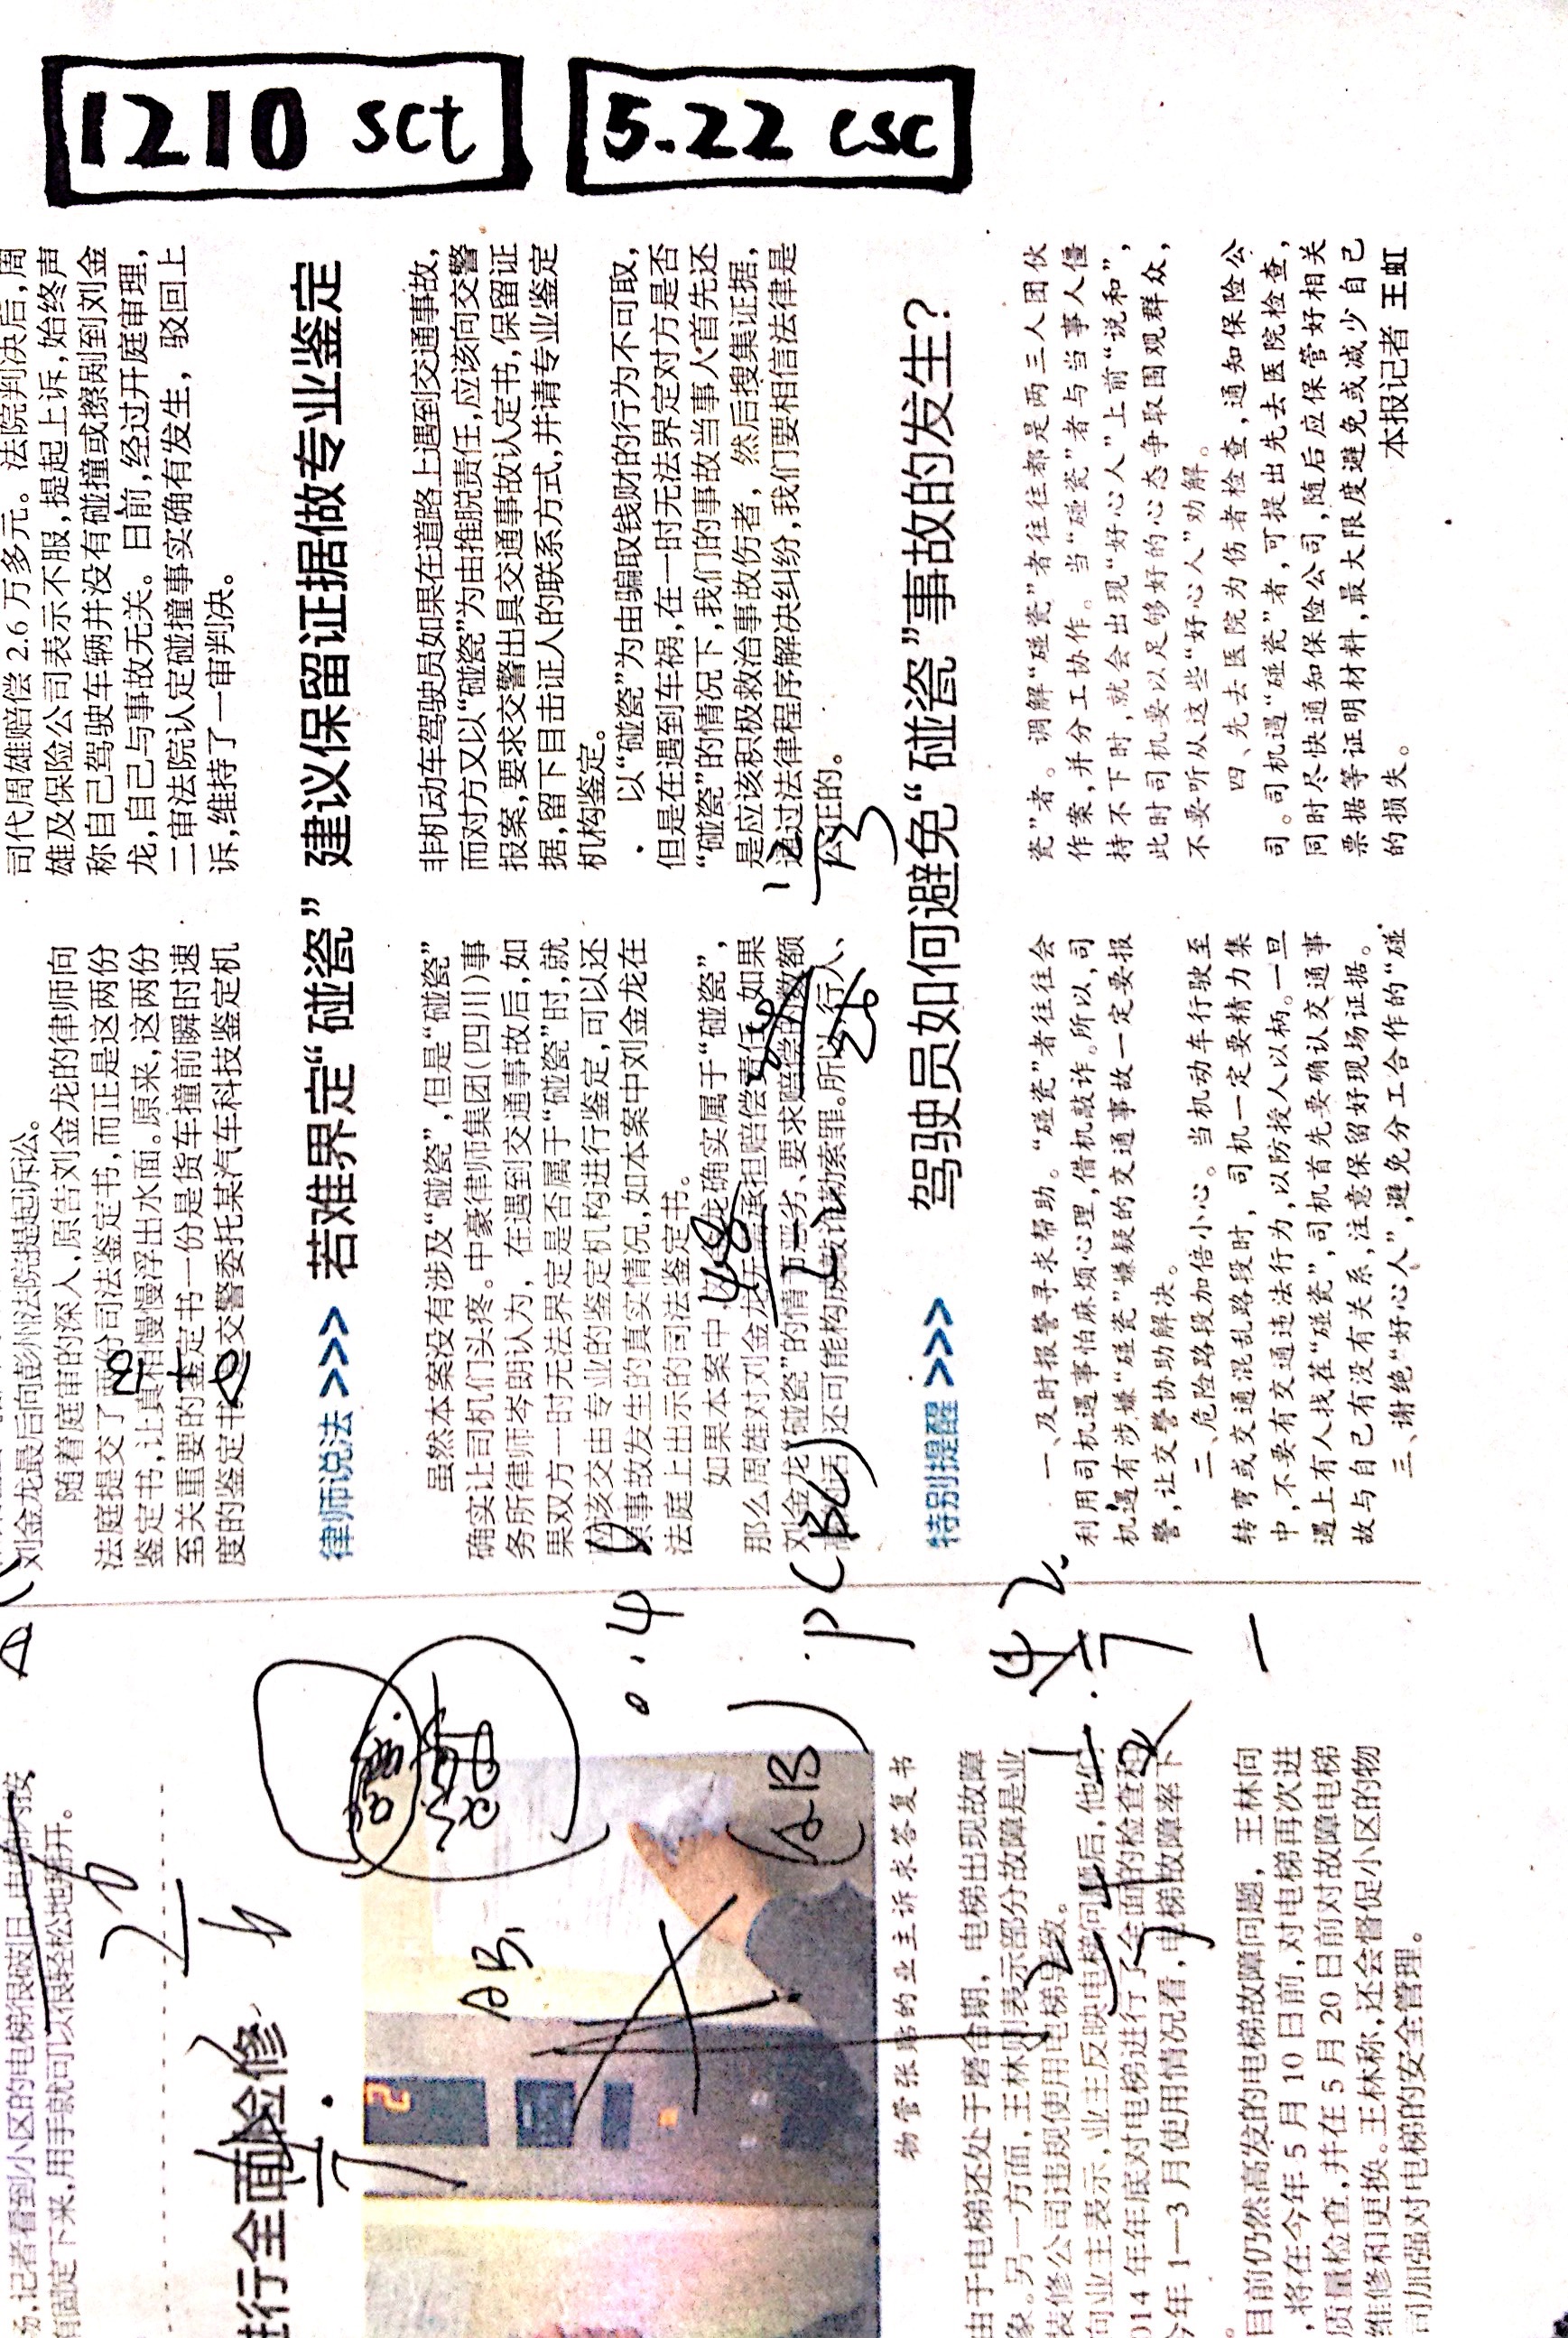 1210 sct
5.22 csc
刘金龙最后向彭州法院提起诉讼。
随着庭审的深入,原告刘金龙的律师向
法庭提交了两份司法鉴定书,而正是这两份
鉴定书,让真相慢慢浮出水面。原来,这两份
至关重要的鉴定书一份是货车撞前瞬时速
度的鉴定书
交警委托某汽车科技鉴定机
司代周雄赔偿 2.6 万多元。法院判决后,周
雄及保险公司表示不服,提起上诉,始终声
称自己驾驶车辆并没有碰撞或擦剐到刘金
龙,自己与事故无关。日前,经过开庭审理,
二审法院认定碰撞事实确有发生,驳回上
诉,维持了一审判决。
律师说法 >>> 若难界定“碰瓷” 建议保留证据做专业鉴定
虽然本案没有涉及“碰瓷”,但是“碰瓷”
确实让司机们头疼。中豪律师集团(四川)事
务所律师岑朗认为,在遇到交通事故后,如
果双方一时无法界定是否属于“碰瓷”时,就
应该交由专业的鉴定机构进行鉴定,可以还
原事故发生的真实情况,如本案中刘金龙在
法庭上出示的司法鉴定书。
如果本案中
龙确实属于“碰瓷”,
那么周雄对刘金龙
承担赔偿责任,如果
刘金龙“碰瓷”的情
恶劣、要求赔偿的数额
还可能构成敲诈勒索罪。所以,行人、
非机动车驾驶员如果在道路上遇到交通事故,
而对方又以“碰瓷”为由推脱责任,应该向交警
报案,要求交警出具交通事故认定书,保留证
据,留下目击证人的联系方式,并请专业鉴定
机构鉴定。
以“碰瓷”为由骗取钱财的行为不可取,
但是在遇到车祸,在一时无法界定对方是否
“碰瓷”的情况下,我们的事故当事人首先还
是应该积极救治事故伤者,然后搜集证据,
通过法律程序解决纠纷,我们要相信法律是
公正的。
特别提醒 >>> 驾驶员如何避免“碰瓷”事故的发生?
一、及时报警寻求帮助。“碰瓷”者往往会
利用司机遇事怕麻烦心理,借机敲诈。所以,司
机遇有涉嫌“碰瓷”嫌疑的交通事故一定要报
警,让交警协助解决。
二、危险路段加倍小心。当机动车行驶至
转弯或交通混乱路段时,司机一定要精力集
中,不要有交通违法行为,以防授人以柄。一旦
遇上有人找茬“碰瓷”,司机首先要确认交通事
故与自己有没有关系,注意保留好现场证据。
三、谢绝“好心人”,避免分工合作的“碰
瓷”者。调解“碰瓷”者往往都是两三人团伙
作案,并分工协作。当“碰瓷”者与当事人僵
持不下时,就会出现“好心人”上前“说和”,
此时司机要以足够好的心态争取围观群众,
不要听从这些“好心人”劝解。
四、先去医院为伤者检查,通知保险公
司。司机遇“碰瓷”者,可提出先去医院检查,
同时尽快通知保险公司,随后应保管好相关
票据等证明材料,最大限度避免或减少自己
的损失。
本报记者 王虹
场,记者看到小区的电梯很破旧,电梯内按
有固定下来,用手就可以很轻松地掰开。
行全面检修
2
物管张贴的业主诉求答复书
由于电梯还处于磨合期,电梯出现故障
象。另一方面,王林则表示部分故障是业
装修公司违规使用电梯导致。
向业主表示,业主反映电梯问题后,他们
014 年年底对电梯进行了全面的检查和
今年 1—3 月使用情况看,电梯故障率下
目前仍然高发的电梯故障问题,王林向
,将在今年 5 月 10 日前,对电梯再次进
质量检查,并在 5 月 20 日前对故障电梯
维修和更换。王林称,还会督促小区的物
司加强对电梯的安全管理。
AB
0.4
(AB)
P(BC)
48